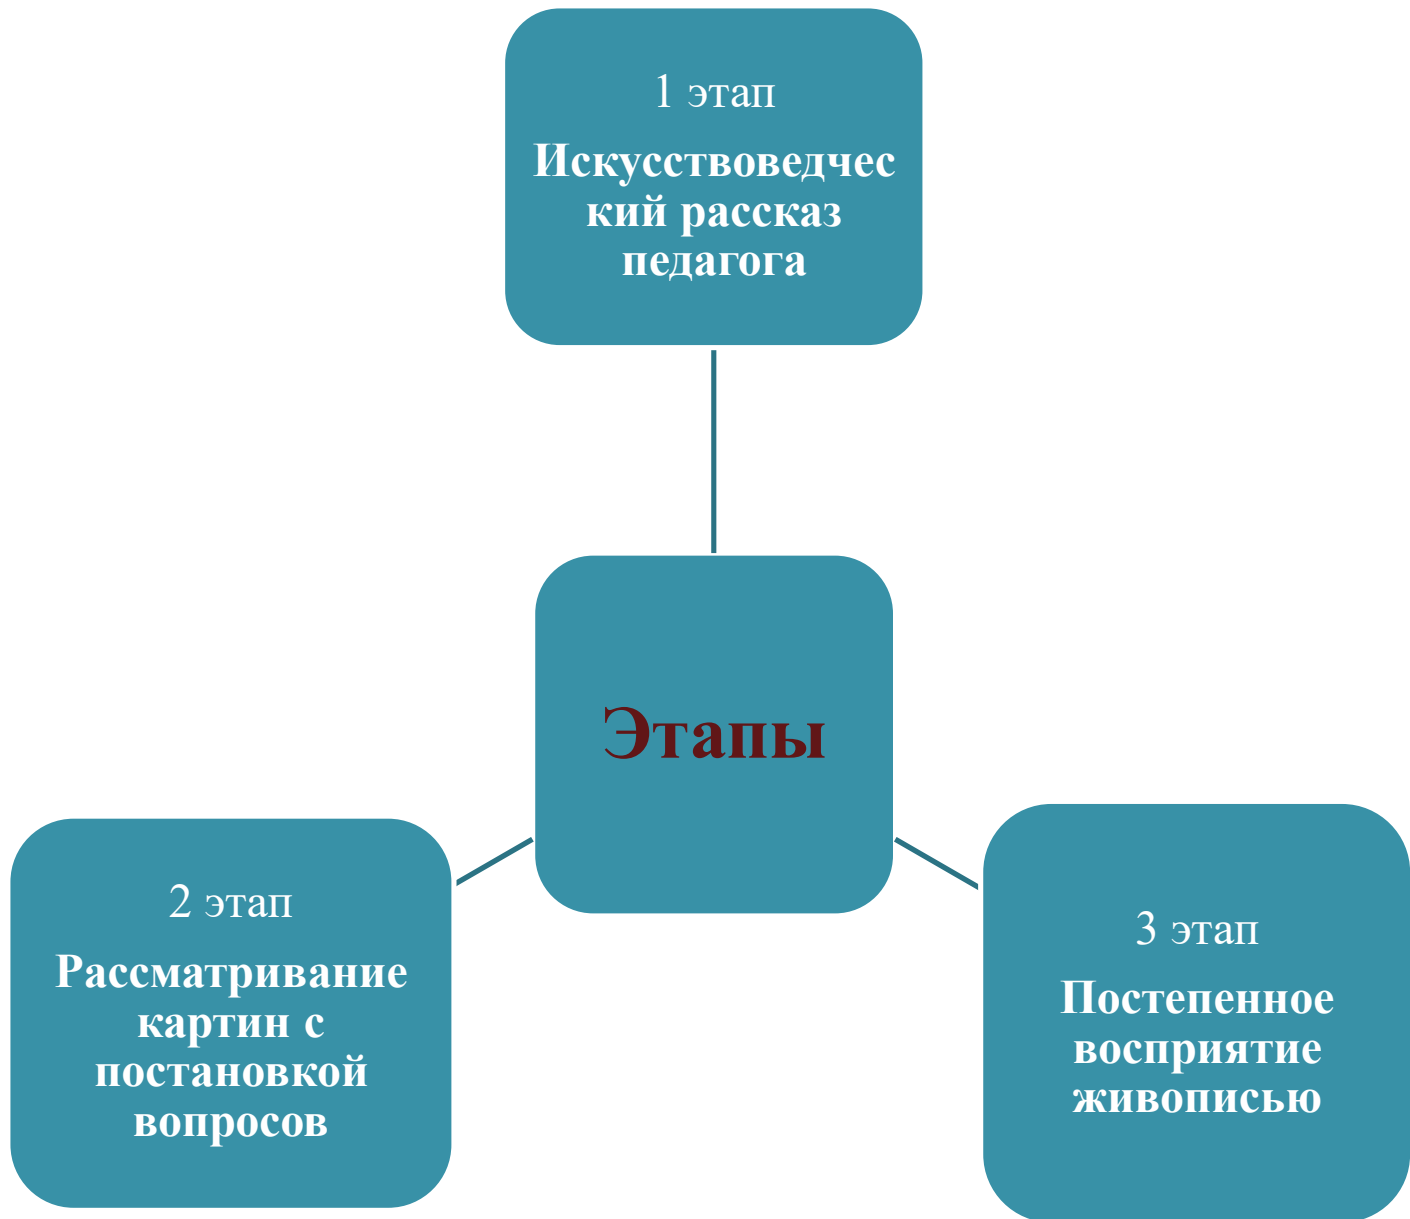 1 этап
Искусствоведчес
кий рассказ
педагога
Этапы
2 этап
Рассматривание
картин с
постановкой
вопросов
3 этап
Постепенное
восприятие
живописью